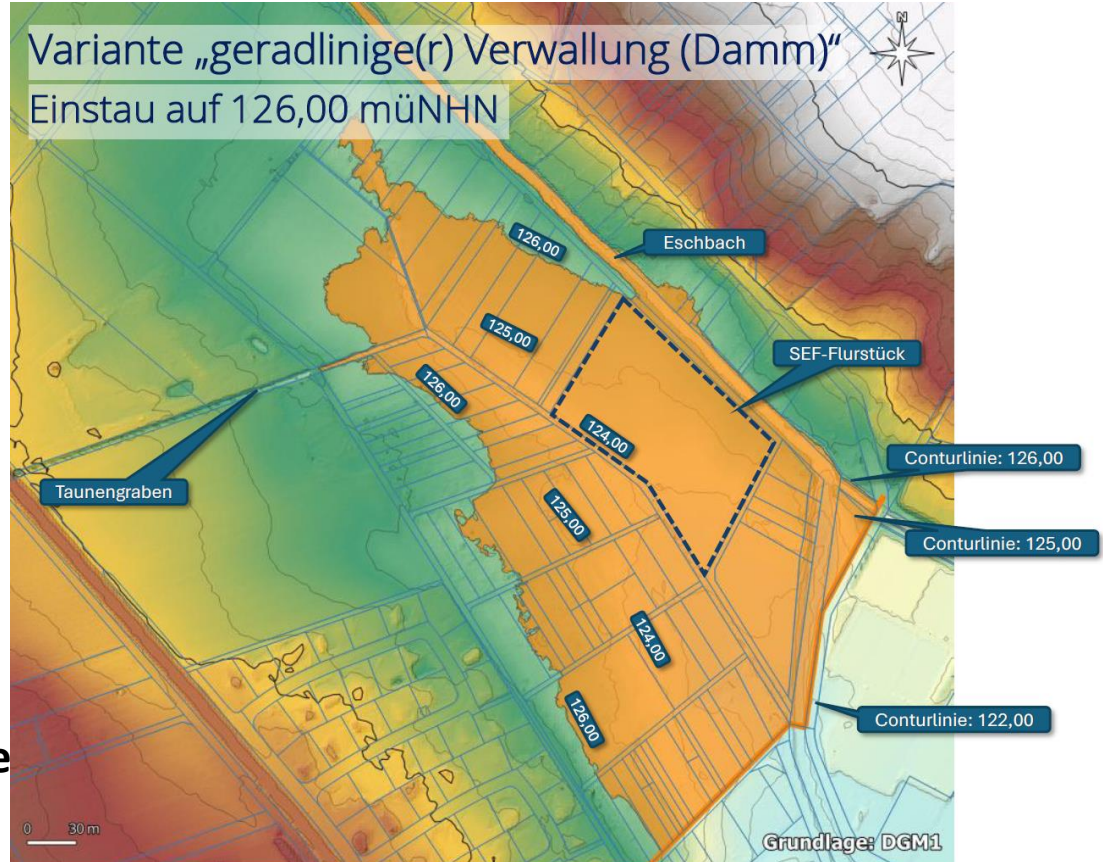 Variante „geradlinige(r) Verwallung (Damm)“
Einstau auf 126,00 müNHN
N
126,00
Eschbach
125,00
SEF-Flurstück
126,00
124,00
Conturlinie: 126,00
Taunengraben
125,00
Conturlinie: 125,00
124,00
126,00
Conturlinie: 122,00
e
0 30 m
Grundlage: DGM1